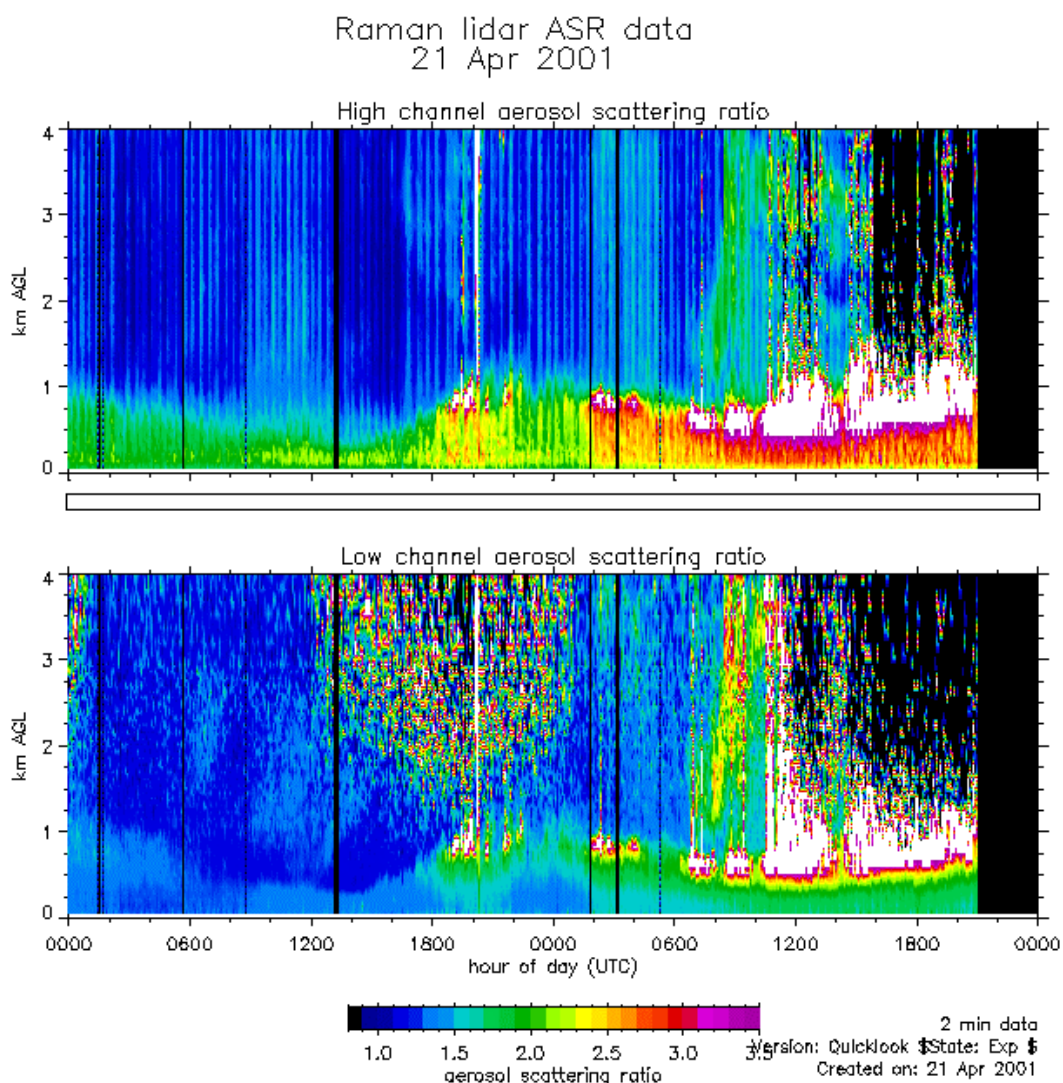 Raman lidar ASR data
21 Apr 2001
High channel aerosol scattering ratio
4
3
2
1
0
km AGL
Low channel aerosol scattering ratio
4
3
2
1
0
km AGL
0000 0600 1200 1800 0000 0600 1200 1800 0000
hour of day (UTC)
1.0 1.5 2.0 2.5 3.0 3.5
aerosol scattering ratio
2 min data
Version: Quicklook $State: Exp $
Created on: 21 Apr 2001